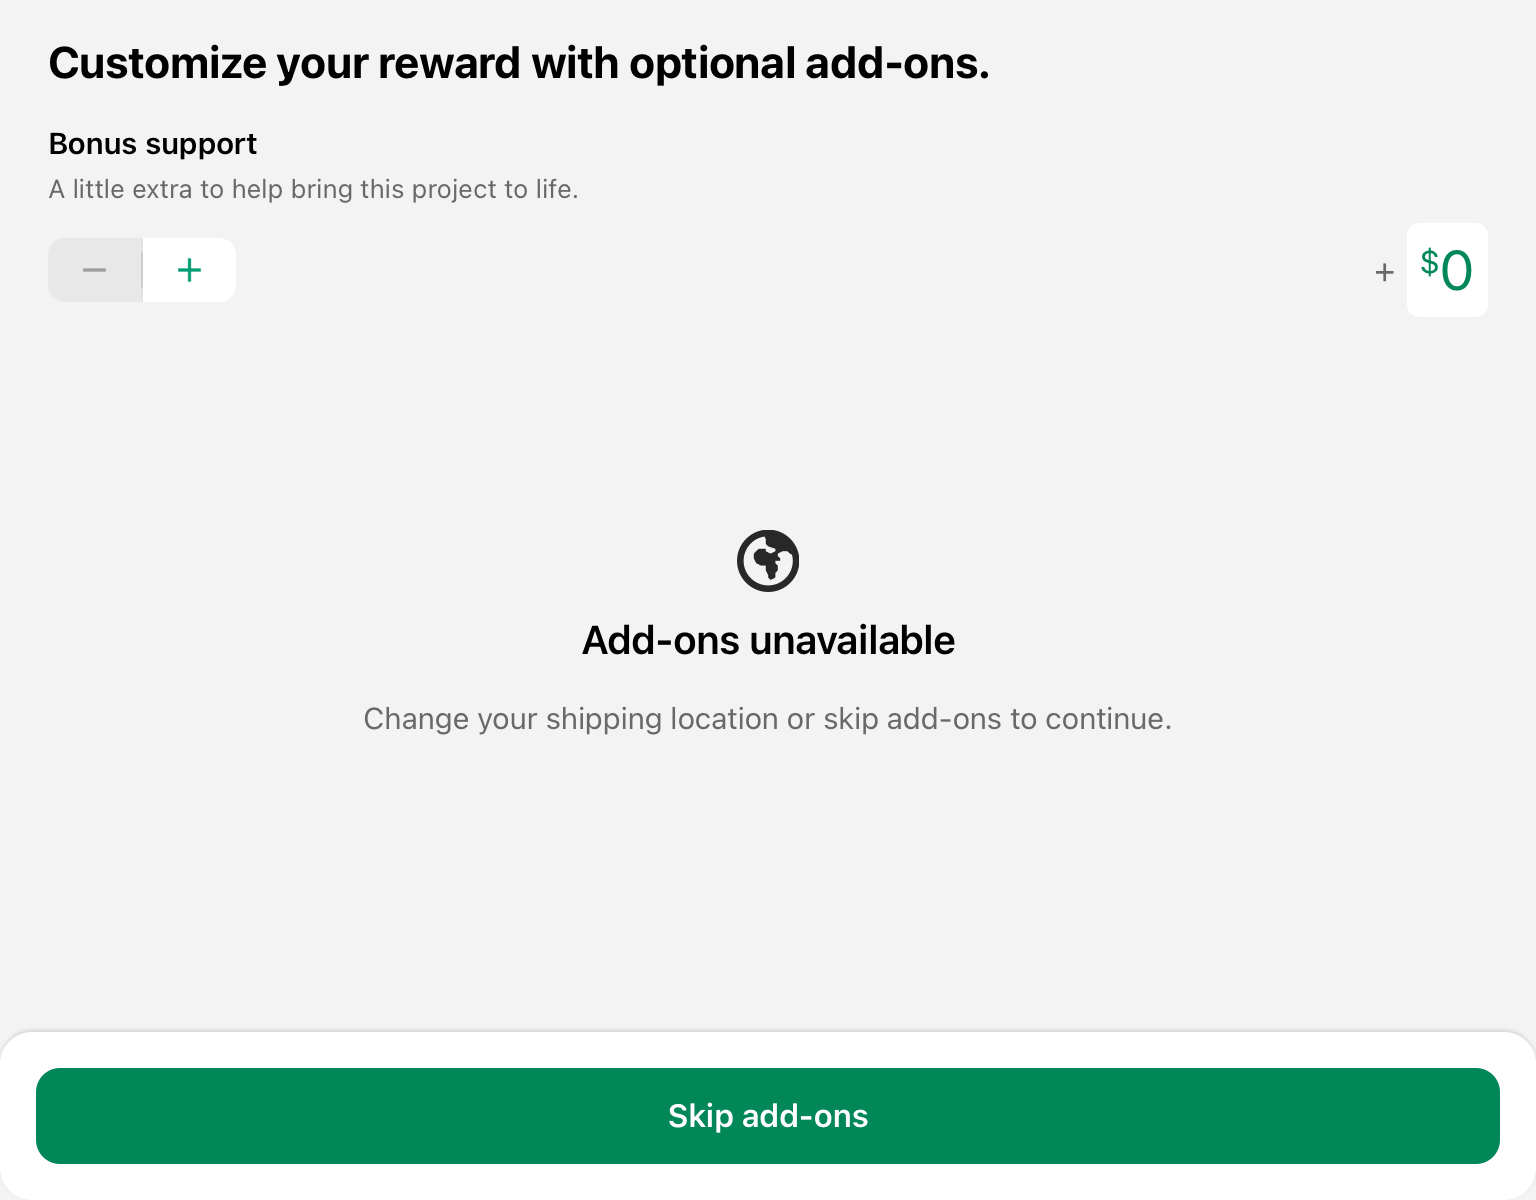 Customize your reward with optional add-ons.
Bonus support
A little extra to help bring this project to life.
− + + $0
Add-ons unavailable
Change your shipping location or skip add-ons to continue.
Skip add-ons